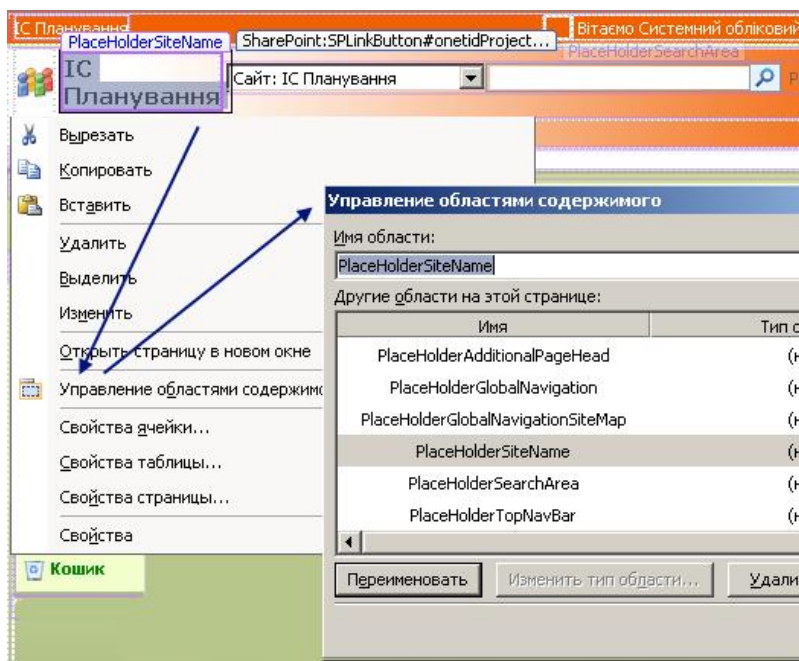 ІС Планування
Вітаємо Системний обліковий
PlaceHolderSiteName
SharePoint:SPLinkButton#onetidProject...
PlaceHolderSearchArea
ІС
Планування
Сайт: ІС Планування
Вырезать
Копировать
Вставить
Удалить
Выделить
Изменить
Открыть страницу в новом окне
Управление областями содержимо
Свойства ячейки...
Свойства таблицы...
Свойства страницы...
Свойства
Кошик
Управление областями содержимого
Имя области:
PlaceHolderSiteName
Другие области на этой странице:
Имя
Тип о
PlaceHolderAdditionalPageHead
(н
PlaceHolderGlobalNavigation
(н
PlaceHolderGlobalNavigationSiteMap
(н
PlaceHolderSiteName
(н
PlaceHolderSearchArea
(н
PlaceHolderTopNavBar
(н
Переименовать
Изменить тип области...
Удали